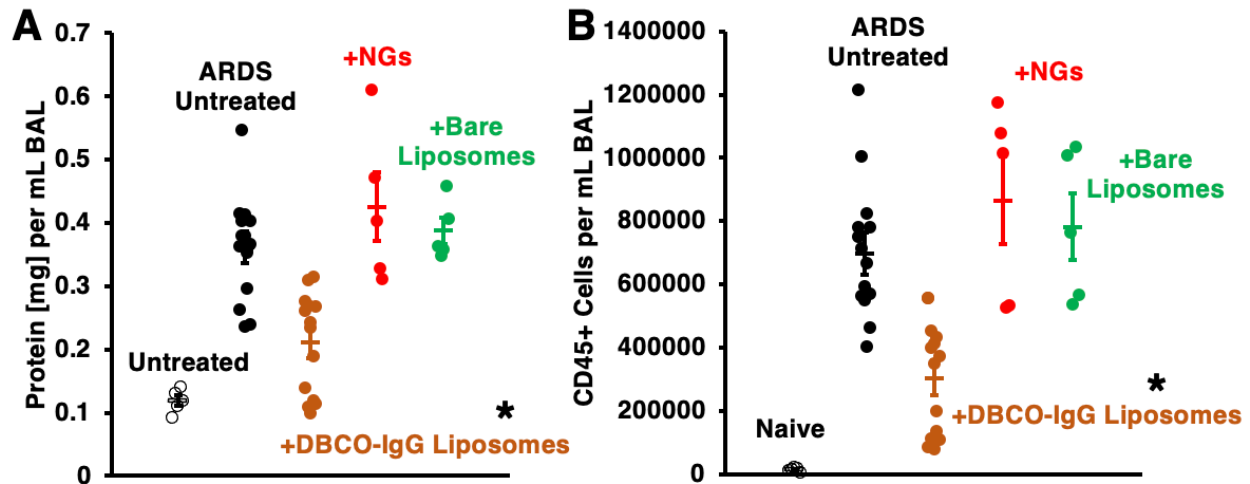 A
Protein [mg] per mL BAL
0.7
0.6
0.5
0.4
0.3
0.2
0.1
0
Untreated
ARDS
Untreated
+NGs
+Bare
Liposomes
+DBCO-IgG Liposomes
*
B
CD45+ Cells per mL BAL
1400000
1200000
1000000
800000
600000
400000
200000
0
Naive
ARDS
Untreated
+NGs
+Bare
Liposomes
+DBCO-IgG Liposomes
*